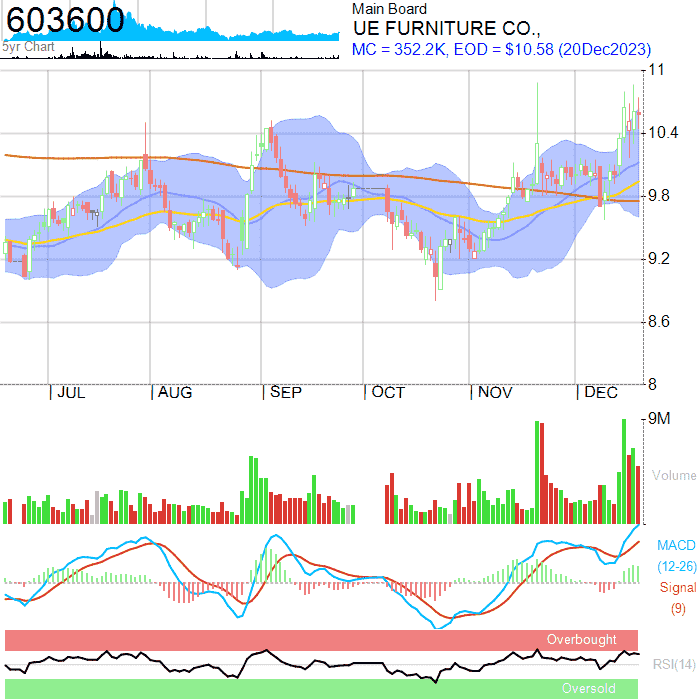 603600
5yr Chart
Main Board
UE FURNITURE CO.,
MC = 352.2K, EOD = $10.58 (20Dec2023)
11
10.4
9.8
9.2
8.6
8
| JUL | AUG | SEP | OCT | NOV | DEC
9M
Volume
MACD
(12-26)
Signal
(9)
Overbought
RSI(14)
Oversold